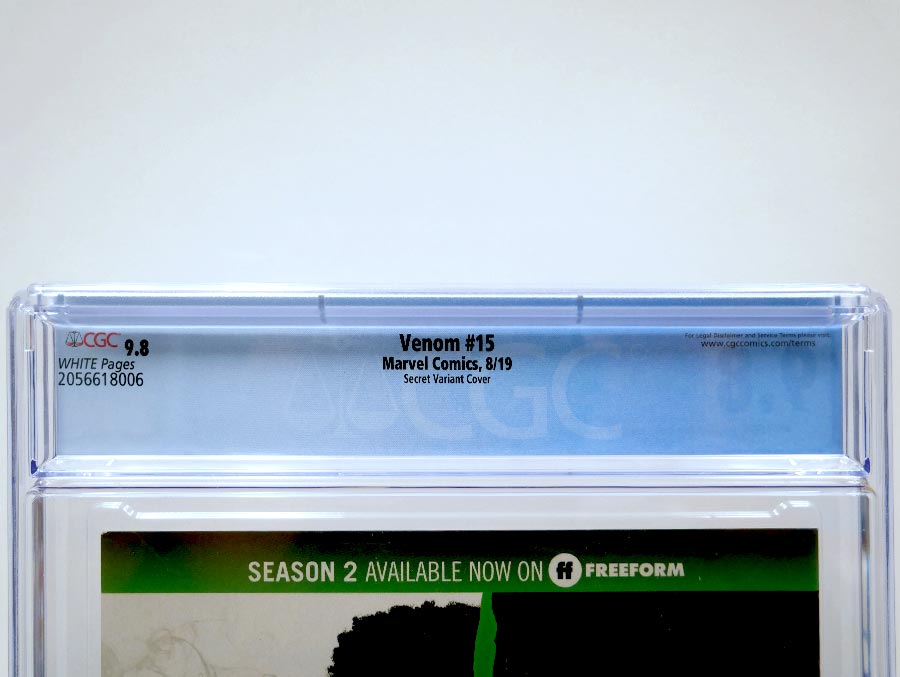 CGC 9.8
WHITE Pages
2056618006
Venom #15
Marvel Comics, 8/19
Secret Variant Cover
For Legal Disclaimer and Service Terms please visit:
www.cgccomics.com/terms
CGC
SEASON 2 AVAILABLE NOW ON ff FREEFORM